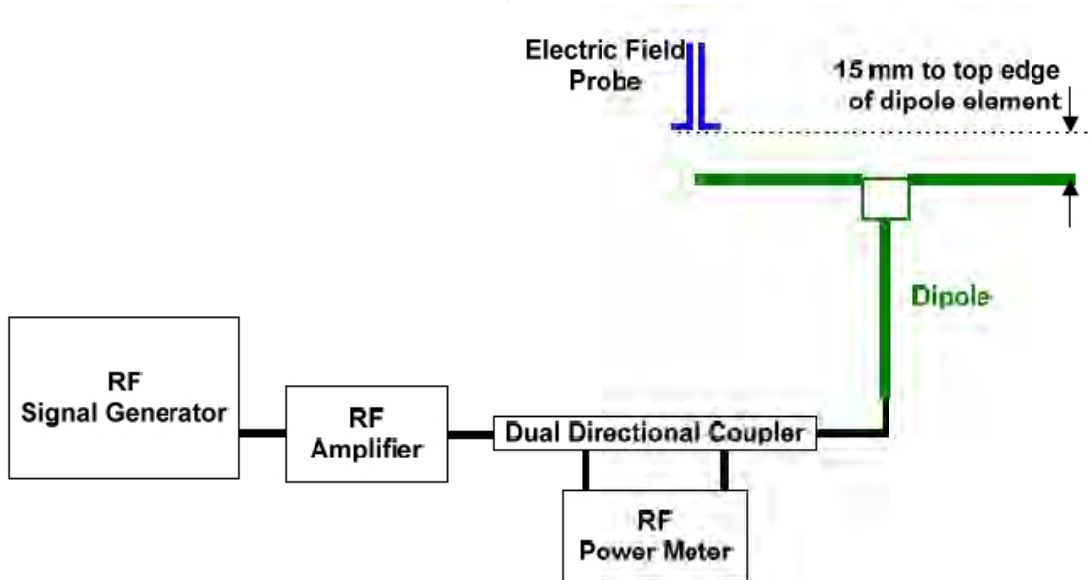 Electric Field
Probe
15 mm to top edge
of dipole element
Dipole
RF
Signal Generator
RF
Amplifier
Dual Directional Coupler
RF
Power Meter